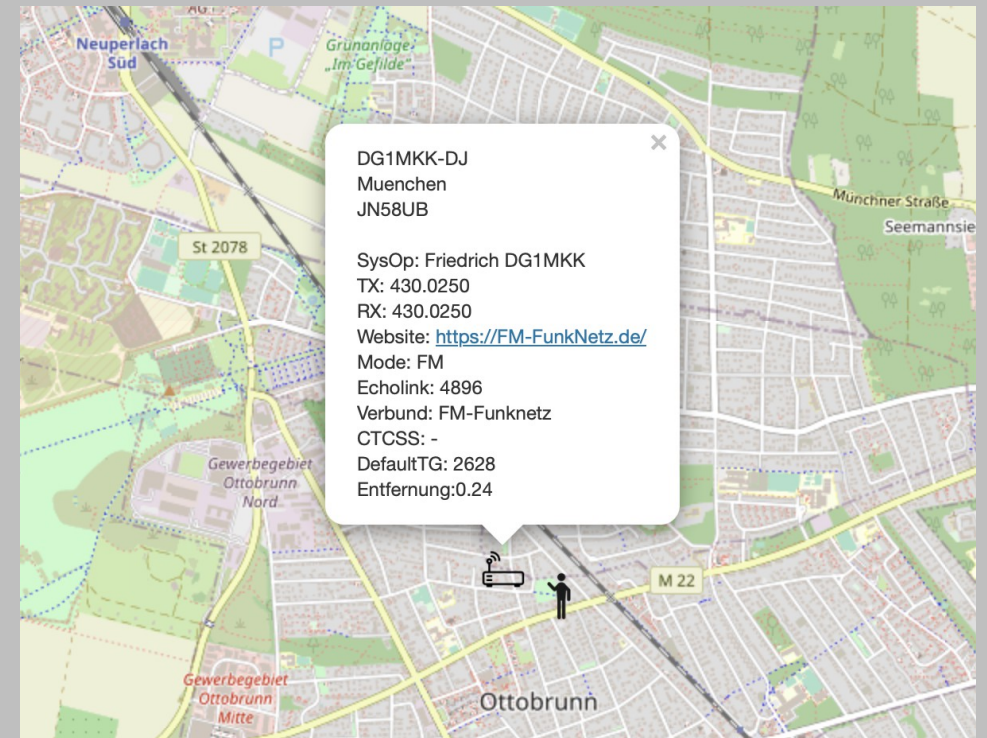 AG
Neuperlach
Süd
P
Grünanlage
„Im Gefilde“
×
DG1MKK-DJ
Muenchen
JN58UB
SysOp: Friedrich DG1MKK
TX: 430.0250
RX: 430.0250
Website: https://FM-FunkNetz.de/
Mode: FM
Echolink: 4896
Verbund: FM-Funknetz
CTCSS: -
DefaultTG: 2628
Entfernung:0.24
Münchner Straße
Seemannsie
St 2078
Gewerbegebiet
Ottobrunn
Nord
M 22
Gewerbegebiet
Ottobrunn
Mitte
Ottobrunn